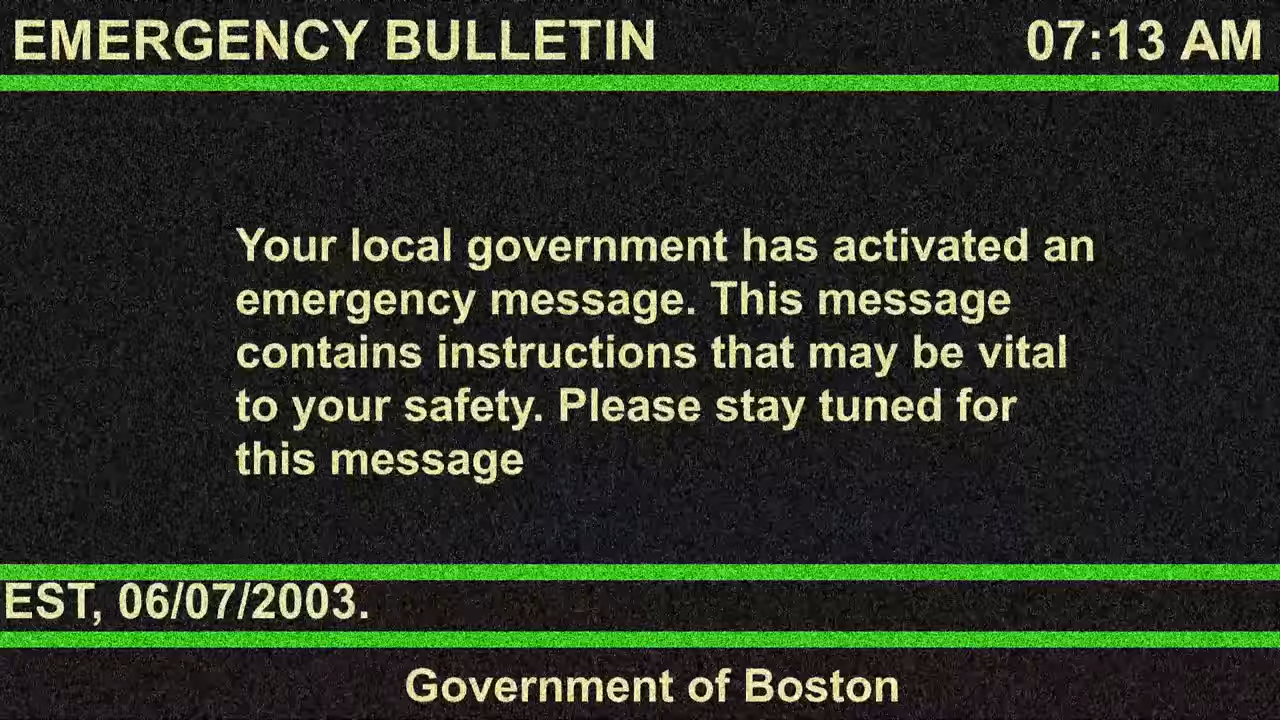 EMERGENCY BULLETIN
07:13 AM
Your local government has activated an
emergency message. This message
contains instructions that may be vital
to your safety. Please stay tuned for
this message
EST, 06/07/2003.
Government of Boston